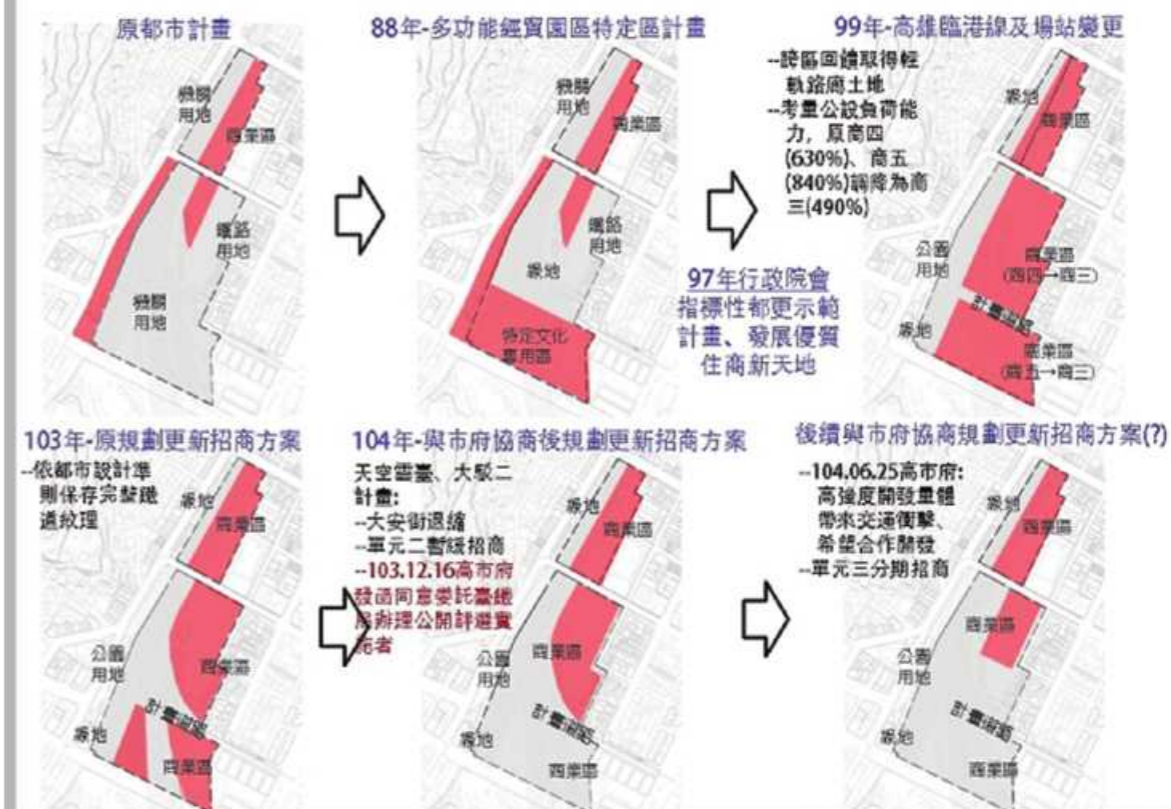 原都市計畫
機關
用地
商業區
鐵路
用地
機關
用地
88年-多功能經貿園區特定區計畫
機關
用地
商業區
鐵路
用地
綠地
特定文化
專用區
97年行政院會
指標性都更示範
計畫、發展優質
住商新天地
99年-高雄臨港線及場站變更
--跨區回饋取得輕
軌路廊土地
--考量公設負荷能
力，原商四
(630%)、商五
(840%)調降為商
三(490%)
綠地
商業區
公園
用地
商業區
(商四→商三)
計畫道路
綠地
商業區
(商五→商三)
103年-原規劃更新招商方案
--依都市設計準
則保存完整鐵
道紋理
綠地
商業區
公園
用地
計畫道路
綠地
商業區
104年-與市府協商後規劃更新招商方案
天空雲臺、大駁二
計畫:
--大安街退縮
--單元二暫緩招商
--103.12.16高市府
發函同意委託臺鐵
局辦理公開評選實
施者
綠地
商業區
公園
用地
商業區
計畫道路
綠地
商業區
後續與市府協商規劃更新招商方案(?)
--104.06.25高市府:
高強度開發量體
帶來交通衝擊、
希望合作開發
--單元三分期招商
綠地
商業區
商業區
公園
用地
計畫道路
綠地
商業區